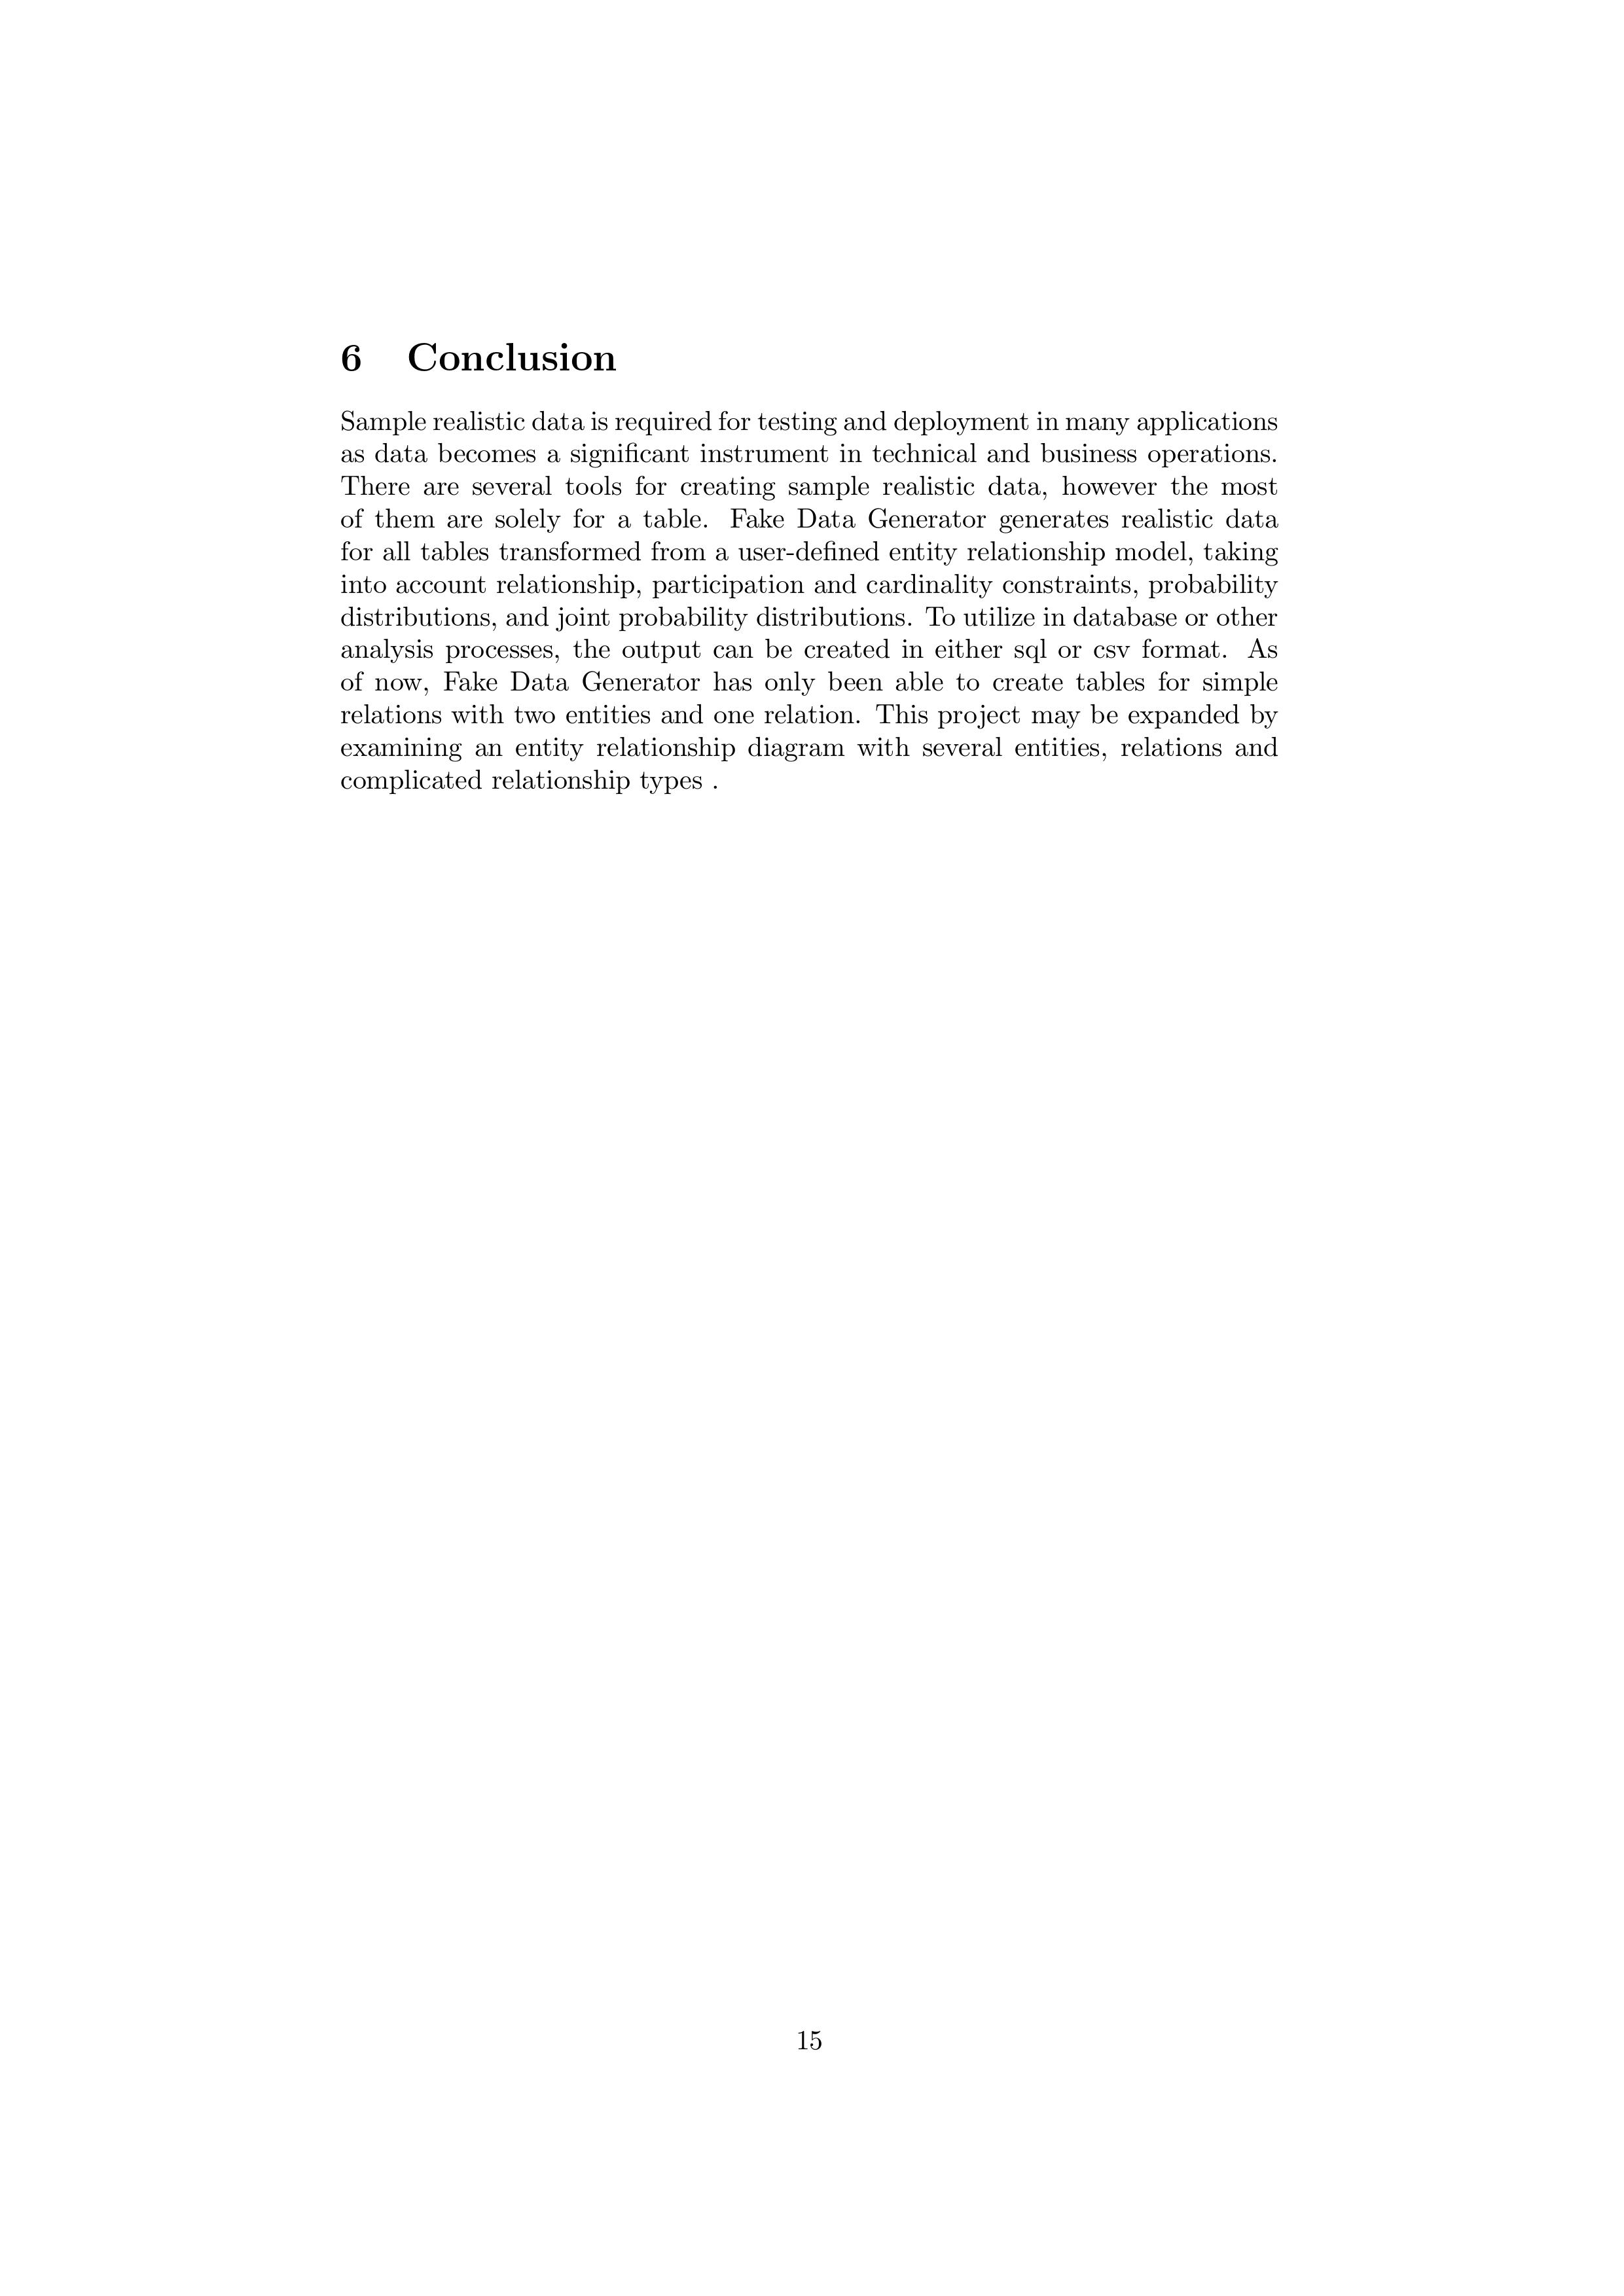 6 Conclusion
Sample realistic data is required for testing and deployment in many applications
as data becomes a significant instrument in technical and business operations.
There are several tools for creating sample realistic data, however the most
of them are solely for a table. Fake Data Generator generates realistic data
for all tables transformed from a user-defined entity relationship model, taking
into account relationship, participation and cardinality constraints, probability
distributions, and joint probability distributions. To utilize in database or other
analysis processes, the output can be created in either sql or csv format. As
of now, Fake Data Generator has only been able to create tables for simple
relations with two entities and one relation. This project may be expanded by
examining an entity relationship diagram with several entities, relations and
complicated relationship types .
15